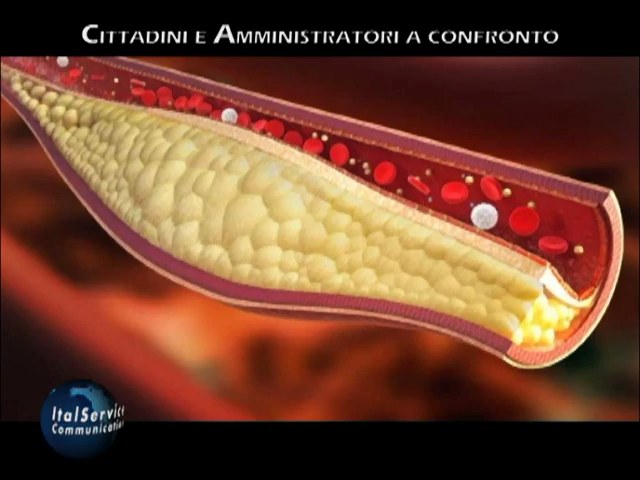 CITTADINI E AMMINISTRATORI A CONFRONTO
ItalService
Communication